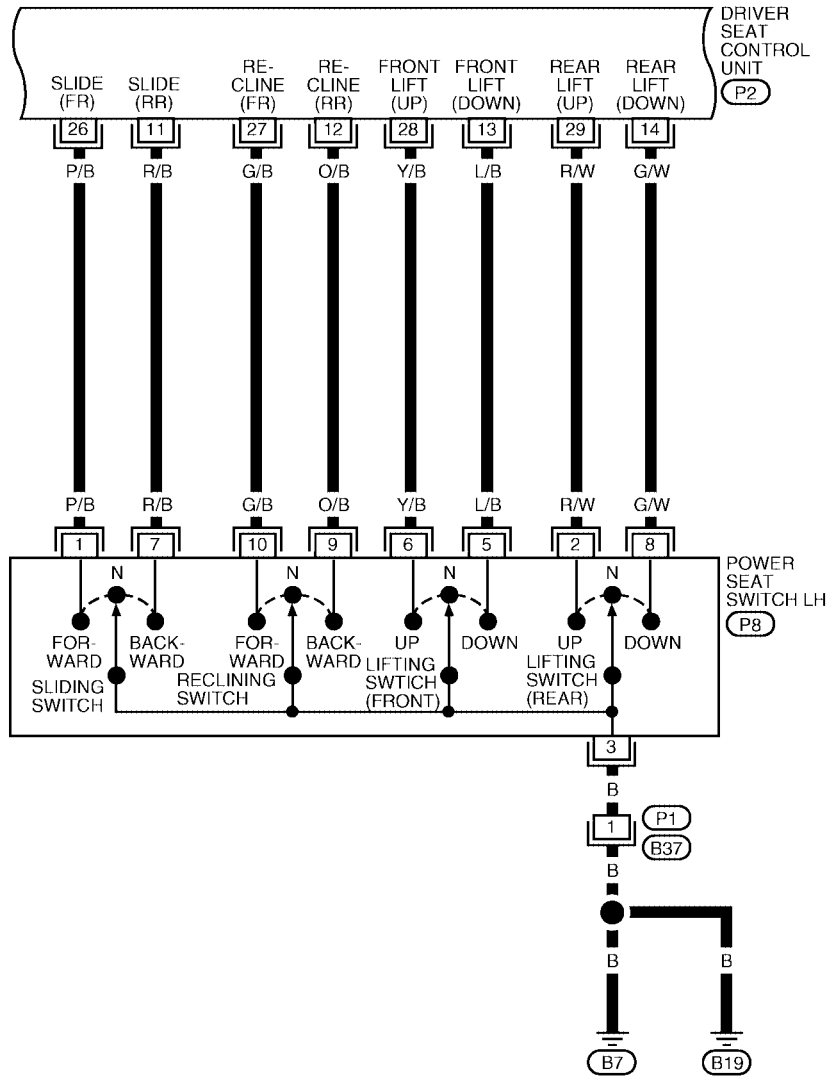 DRIVER
SEAT
CONTROL
UNIT
P2
SLIDE
(FR)
SLIDE
(RR)
RE-
CLINE
(FR)
RE-
CLINE
(RR)
FRONT
LIFT
(UP)
FRONT
LIFT
(DOWN)
REAR
LIFT
(UP)
REAR
LIFT
(DOWN)
26 11 27 12 28 13 29 14
P/B R/B G/B O/B Y/B L/B R/W G/W
P/B R/B G/B O/B Y/B L/B R/W G/W
1 7 10 9 6 5 2 8
POWER
SEAT
SWITCH LH
P8
N N N N
FOR-
WARD
BACK-
WARD
SLIDING
SWITCH
FOR-
WARD
BACK-
WARD
RECLINING
SWITCH
UP
DOWN
LIFTING
SWTICH
(FRONT)
UP
DOWN
LIFTING
SWITCH
(REAR)
3
B
1
P1
B37
B
B B
B7 B19